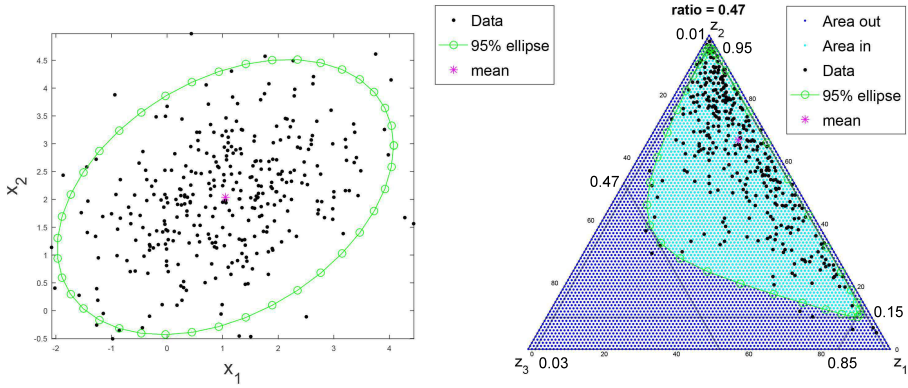 4.5
4
3.5
3
2.5
2
1.5
1
0.5
0
-0.5
-2
-1
0
1
2
3
4
x1
x2
Data
95% ellipse
mean
ratio = 0.47
z2
0.01
0.95
0.47
0.15
0.03
0.85
z3
z1
80
60
40
20
0
40
60
80
0
20
40
60
80
Area out
Area in
Data
95% ellipse
mean